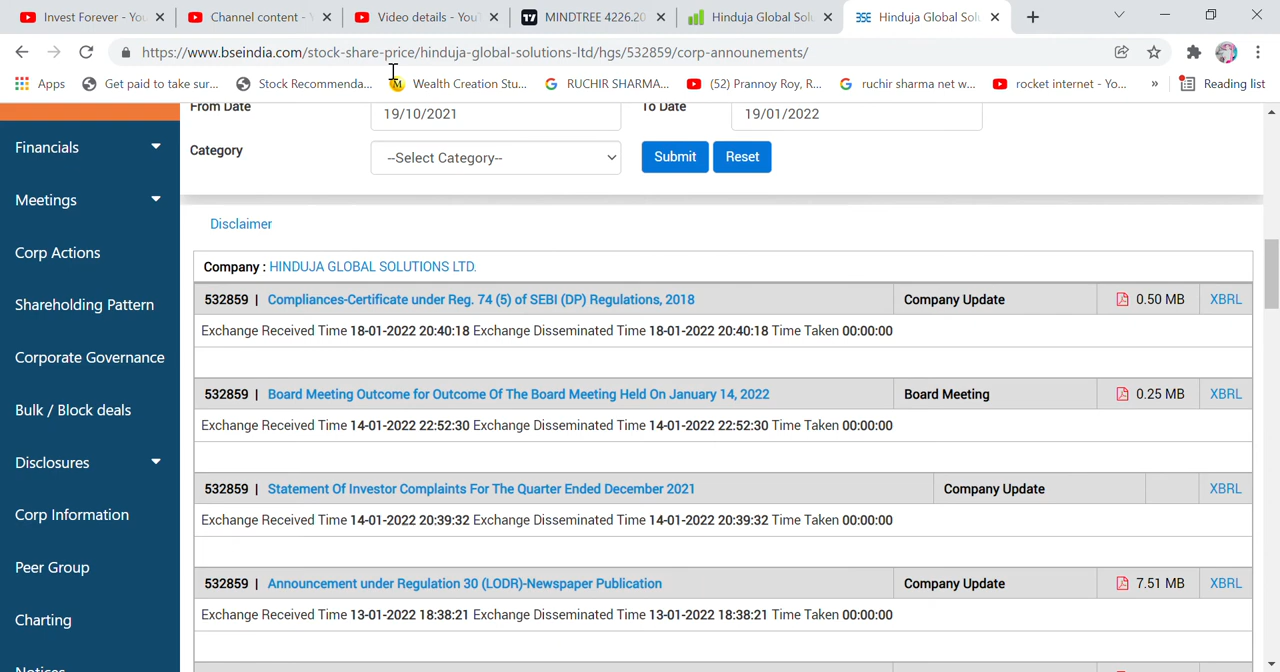 Invest Forever - Yo
Channel content - Y
Video details - YouT
MINDTREE 4226.20
Hinduja Global Solu
Hinduja Global Solu
https://www.bseindia.com/stock-share-price/hinduja-global-solutions-ltd/hgs/532859/corp-announements/
Apps
Get paid to take sur...
Stock Recommenda...
Wealth Creation Stu...
RUCHIR SHARMA...
(52) Prannoy Roy, R...
ruchir sharma net w...
rocket internet - Yo...
»
Reading list
From Date
19/10/2021
To Date
19/01/2022
Category
--Select Category--
Submit
Reset
Financials
Meetings
Corp Actions
Shareholding Pattern
Corporate Governance
Bulk / Block deals
Disclosures
Corp Information
Peer Group
Charting
Notices
Disclaimer
Company : HINDUJA GLOBAL SOLUTIONS LTD.
532859 | Compliances-Certificate under Reg. 74 (5) of SEBI (DP) Regulations, 2018 Company Update 0.50 MB XBRL
Exchange Received Time 18-01-2022 20:40:18 Exchange Disseminated Time 18-01-2022 20:40:18 Time Taken 00:00:00
532859 | Board Meeting Outcome for Outcome Of The Board Meeting Held On January 14, 2022 Board Meeting 0.25 MB XBRL
Exchange Received Time 14-01-2022 22:52:30 Exchange Disseminated Time 14-01-2022 22:52:30 Time Taken 00:00:00
532859 | Statement Of Investor Complaints For The Quarter Ended December 2021 Company Update XBRL
Exchange Received Time 14-01-2022 20:39:32 Exchange Disseminated Time 14-01-2022 20:39:32 Time Taken 00:00:00
532859 | Announcement under Regulation 30 (LODR)-Newspaper Publication Company Update 7.51 MB XBRL
Exchange Received Time 13-01-2022 18:38:21 Exchange Disseminated Time 13-01-2022 18:38:21 Time Taken 00:00:00